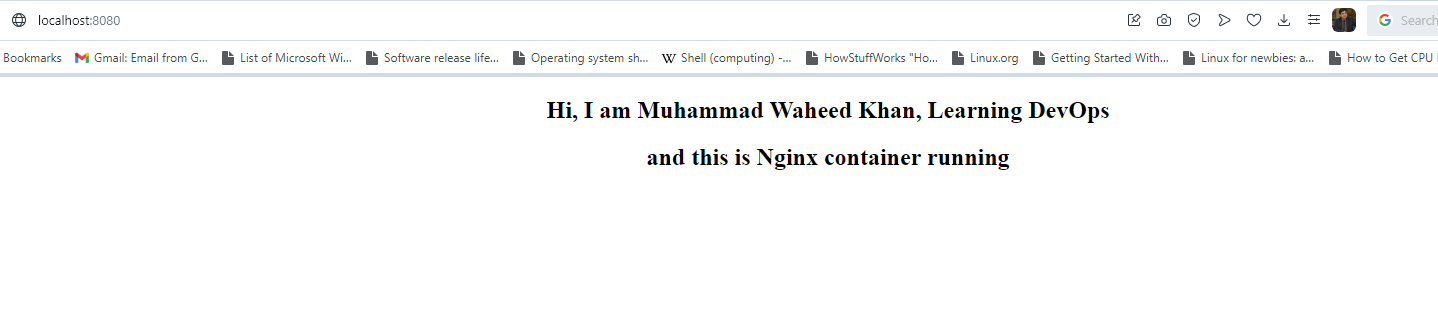 localhost:8080
Search
Bookmarks Gmail: Email from G... List of Microsoft Wi... Software release life... Operating system sh... Shell (computing) -... HowStuffWorks "Ho... Linux.org Getting Started With... Linux for newbies: a... How to Get CPU
Hi, I am Muhammad Waheed Khan, Learning DevOps
and this is Nginx container running